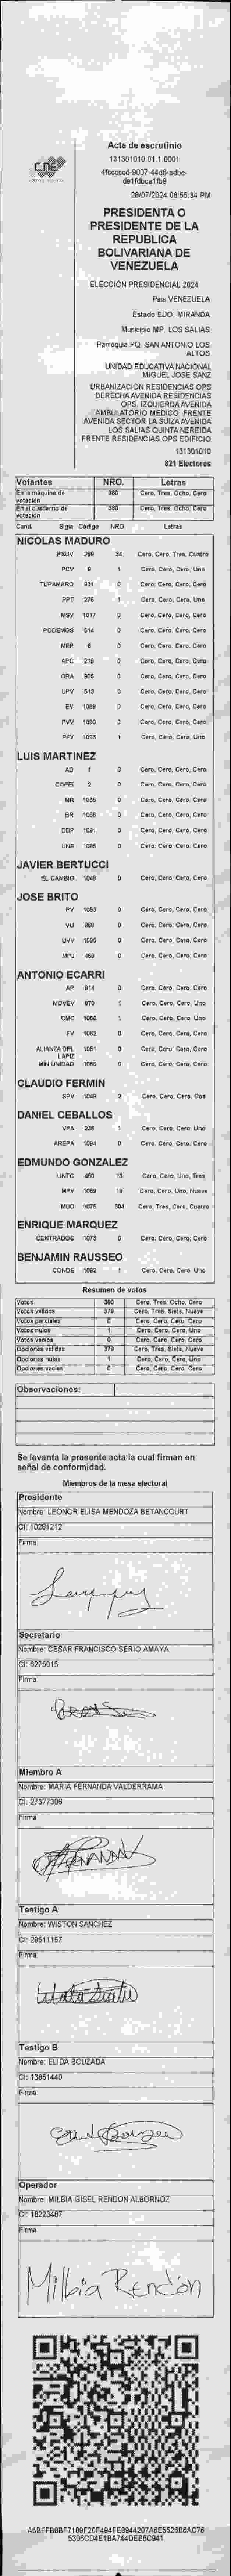 CNE
Acta de escrutinio
131301010.01.1.0001
28/07/2024 06:55:34 PM
PRESIDENTA O
PRESIDENTE DE LA
REPUBLICA
BOLIVARIANA DE
VENEZUELA
ELECCIÓN PRESIDENCIAL 2024
País VENEZUELA
Estado EDO. MIRANDA
Municipio MP. LOS SALIAS
Parroquia PQ. SAN ANTONIO LOS
ALTOS
UNIDAD EDUCATIVA NACIONAL
MIGUEL JOSE SANZ
URBANIZACION RESIDENCIAS OPS
DERECHA AVENIDA RESIDENCIAS
OPS. IZQUIERDA AVENIDA
AMBULATORIO MEDICO. FRENTE
AVENIDA SECTOR LA SUIZA AVENIDA
LOS SALIAS QUINTA NEREIDA
FRENTE RESIDENCIAS OPS EDIFICIO
131301010
821 Electores
Votantes NRO. Letras
En la máquina de votación 380 Cero, Tres, Ocho, Cero
En el cuaderno de votación 380 Cero, Tres, Ocho, Cero
Cand. Sigla Código NRO Letras
NICOLAS MADURO
PSUV 268 34 Cero, Cero, Tres, Cuatro
PCV 9 1 Cero, Cero, Cero, Uno
TUPAMARO 931 0 Cero, Cero, Cero, Cero
PPT 276 1 Cero, Cero, Cero, Uno
MSV 1017 0 Cero, Cero, Cero, Cero
PODEMOS 614 0 Cero, Cero, Cero, Cero
MEP 6 0 Cero, Cero, Cero, Cero
APC 218 0 Cero, Cero, Cero, Cero
ORA 906 0 Cero, Cero, Cero, Cero
UPV 513 0 Cero, Cero, Cero, Cero
EV 1089 0 Cero, Cero, Cero, Cero
PVV 1090 0 Cero, Cero, Cero, Cero
PFV 1093 1 Cero, Cero, Cero, Uno
LUIS MARTINEZ
AD 1 0 Cero, Cero, Cero, Cero
COPEI 2 0 Cero, Cero, Cero, Cero
MR 1066 0 Cero, Cero, Cero, Cero
BR 1068 0 Cero, Cero, Cero, Cero
DDP 1091 0 Cero, Cero, Cero, Cero
UNE 1095 0 Cero, Cero, Cero, Cero
JAVIER BERTUCCI
EL CAMBIO 1049 0 Cero, Cero, Cero, Cero
JOSE BRITO
PV 1083 0 Cero, Cero, Cero, Cero
VU 989 0 Cero, Cero, Cero, Cero
UVV 1096 0 Cero, Cero, Cero, Cero
MPJ 468 0 Cero, Cero, Cero, Cero
ANTONIO ECARRI
AP 914 0 Cero, Cero, Cero, Cero
MOVEV 979 1 Cero, Cero, Cero, Uno
CMC 1080 1 Cero, Cero, Cero, Uno
FV 1062 0 Cero, Cero, Cero, Cero
ALIANZA DEL LAPIZ 1051 0 Cero, Cero, Cero, Cero
MIN UNIDAD 1069 0 Cero, Cero, Cero, Cero
CLAUDIO FERMIN
SPV 1049 2 Cero, Cero, Cero, Dos
DANIEL CEBALLOS
VPA 236 1 Cero, Cero, Cero, Uno
AREPA 1094 0 Cero, Cero, Cero, Cero
EDMUNDO GONZALEZ
UNTC 450 13 Cero, Cero, Uno, Tres
MPV 1069 19 Cero, Cero, Uno, Nueve
MUD 1075 304 Cero, Tres, Cero, Cuatro
ENRIQUE MARQUEZ
CENTRADOS 1073 0 Cero, Cero, Cero, Cero
BENJAMIN RAUSSEO
CONDE 1092 1 Cero, Cero, Cero, Uno
Resumen de votos
Votos 380 Cero, Tres, Ocho, Cero
Votos válidos 379 Cero, Tres, Siete, Nueve
Votos parciales 0 Cero, Cero, Cero, Cero
Votos nulos 1 Cero, Cero, Cero, Uno
Votos vacíos 0 Cero, Cero, Cero, Cero
Opciones válidas 379 Cero, Tres, Siete, Nueve
Opciones nulas 1 Cero, Cero, Cero, Uno
Opciones vacías 0 Cero, Cero, Cero, Cero
Observaciones:
Se levanta la presente acta la cual firman en
señal de conformidad.
Miembros de la mesa electoral
Presidente
Nombre: LEONOR ELISA MENDOZA BETANCOURT
CI: 10281212
Firma:
Secretario
Nombre: CESAR FRANCISCO SERIO AMAYA
CI: 6275015
Firma:
Miembro A
Nombre: MARIA FERNANDA VALDERRAMA
CI: 27377306
Firma:
Testigo A
Nombre: WISTON SANCHEZ
CI: 29511157
Firma:
Testigo B
Nombre: ELIDA BOUZADA
CI: 13851440
Firma:
Operador
Nombre: MILBIA GISEL RENDON ALBORNOZ
CI: 18223487
Firma:
Milbia Rendón